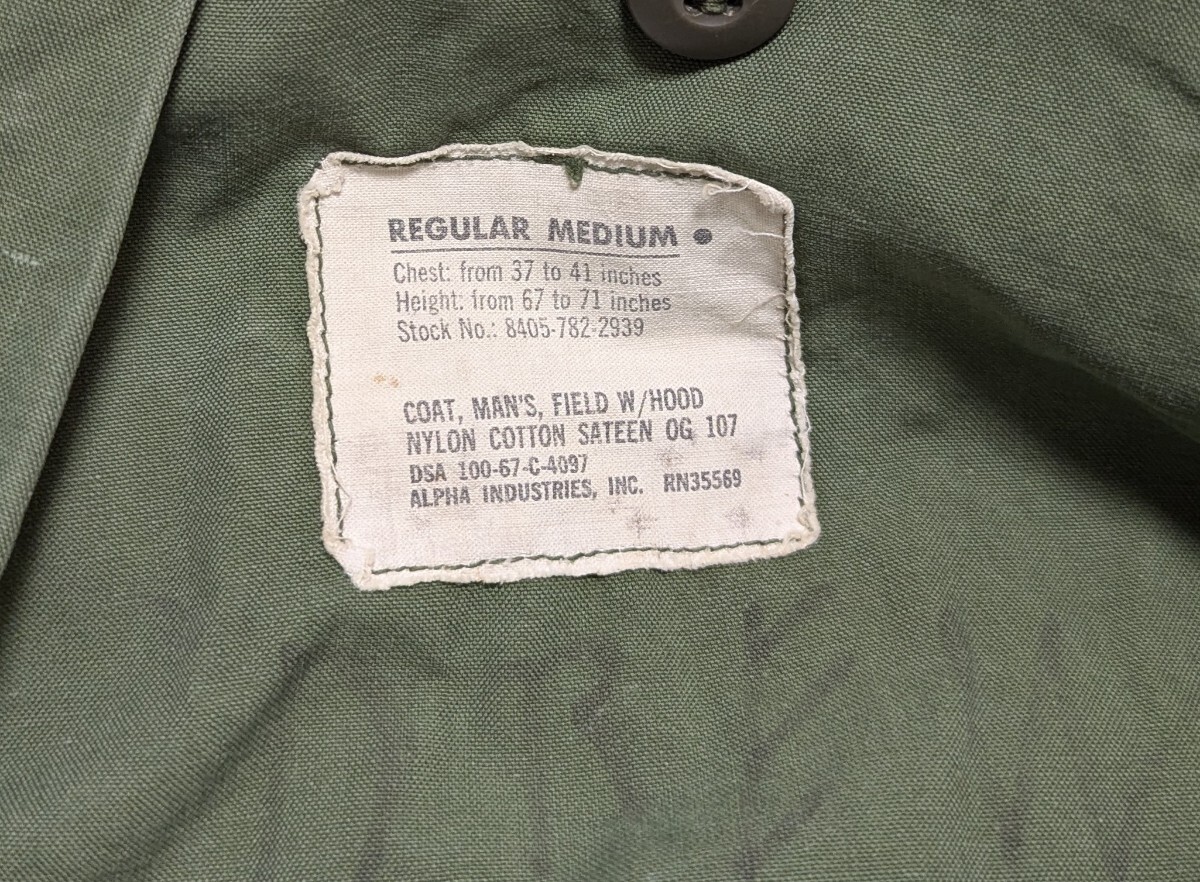 REGULAR MEDIUM ●
Chest: from 37 to 41 inches
Height: from 67 to 71 inches
Stock No.: 8405-782-2939
COAT, MAN'S, FIELD W/HOOD
NYLON COTTON SATEEN OG 107
DSA 100-67-C-4097
ALPHA INDUSTRIES, INC. RN35569